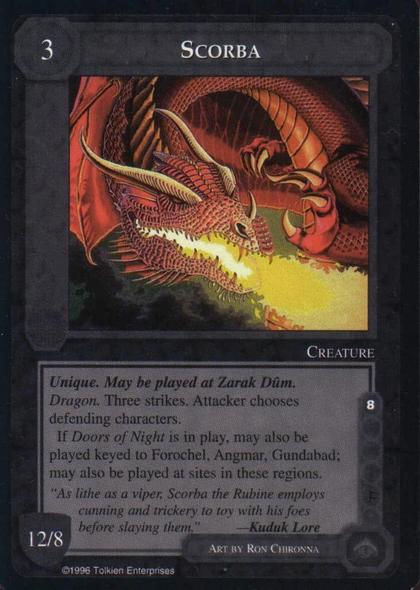 3
SCORBA
CREATURE
Unique. May be played at Zarak Dûm.
Dragon. Three strikes. Attacker chooses
defending characters.
If Doors of Night is in play, may also be
played keyed to Forochel, Angmar, Gundabad;
may also be played at sites in these regions.
8
"As lithe as a viper, Scorba the Rubine employs
cunning and trickery to toy with his foes
before slaying them." —Kuduk Lore
12/8
ART BY RON CHIRONNA
©1996 Tolkien Enterprises